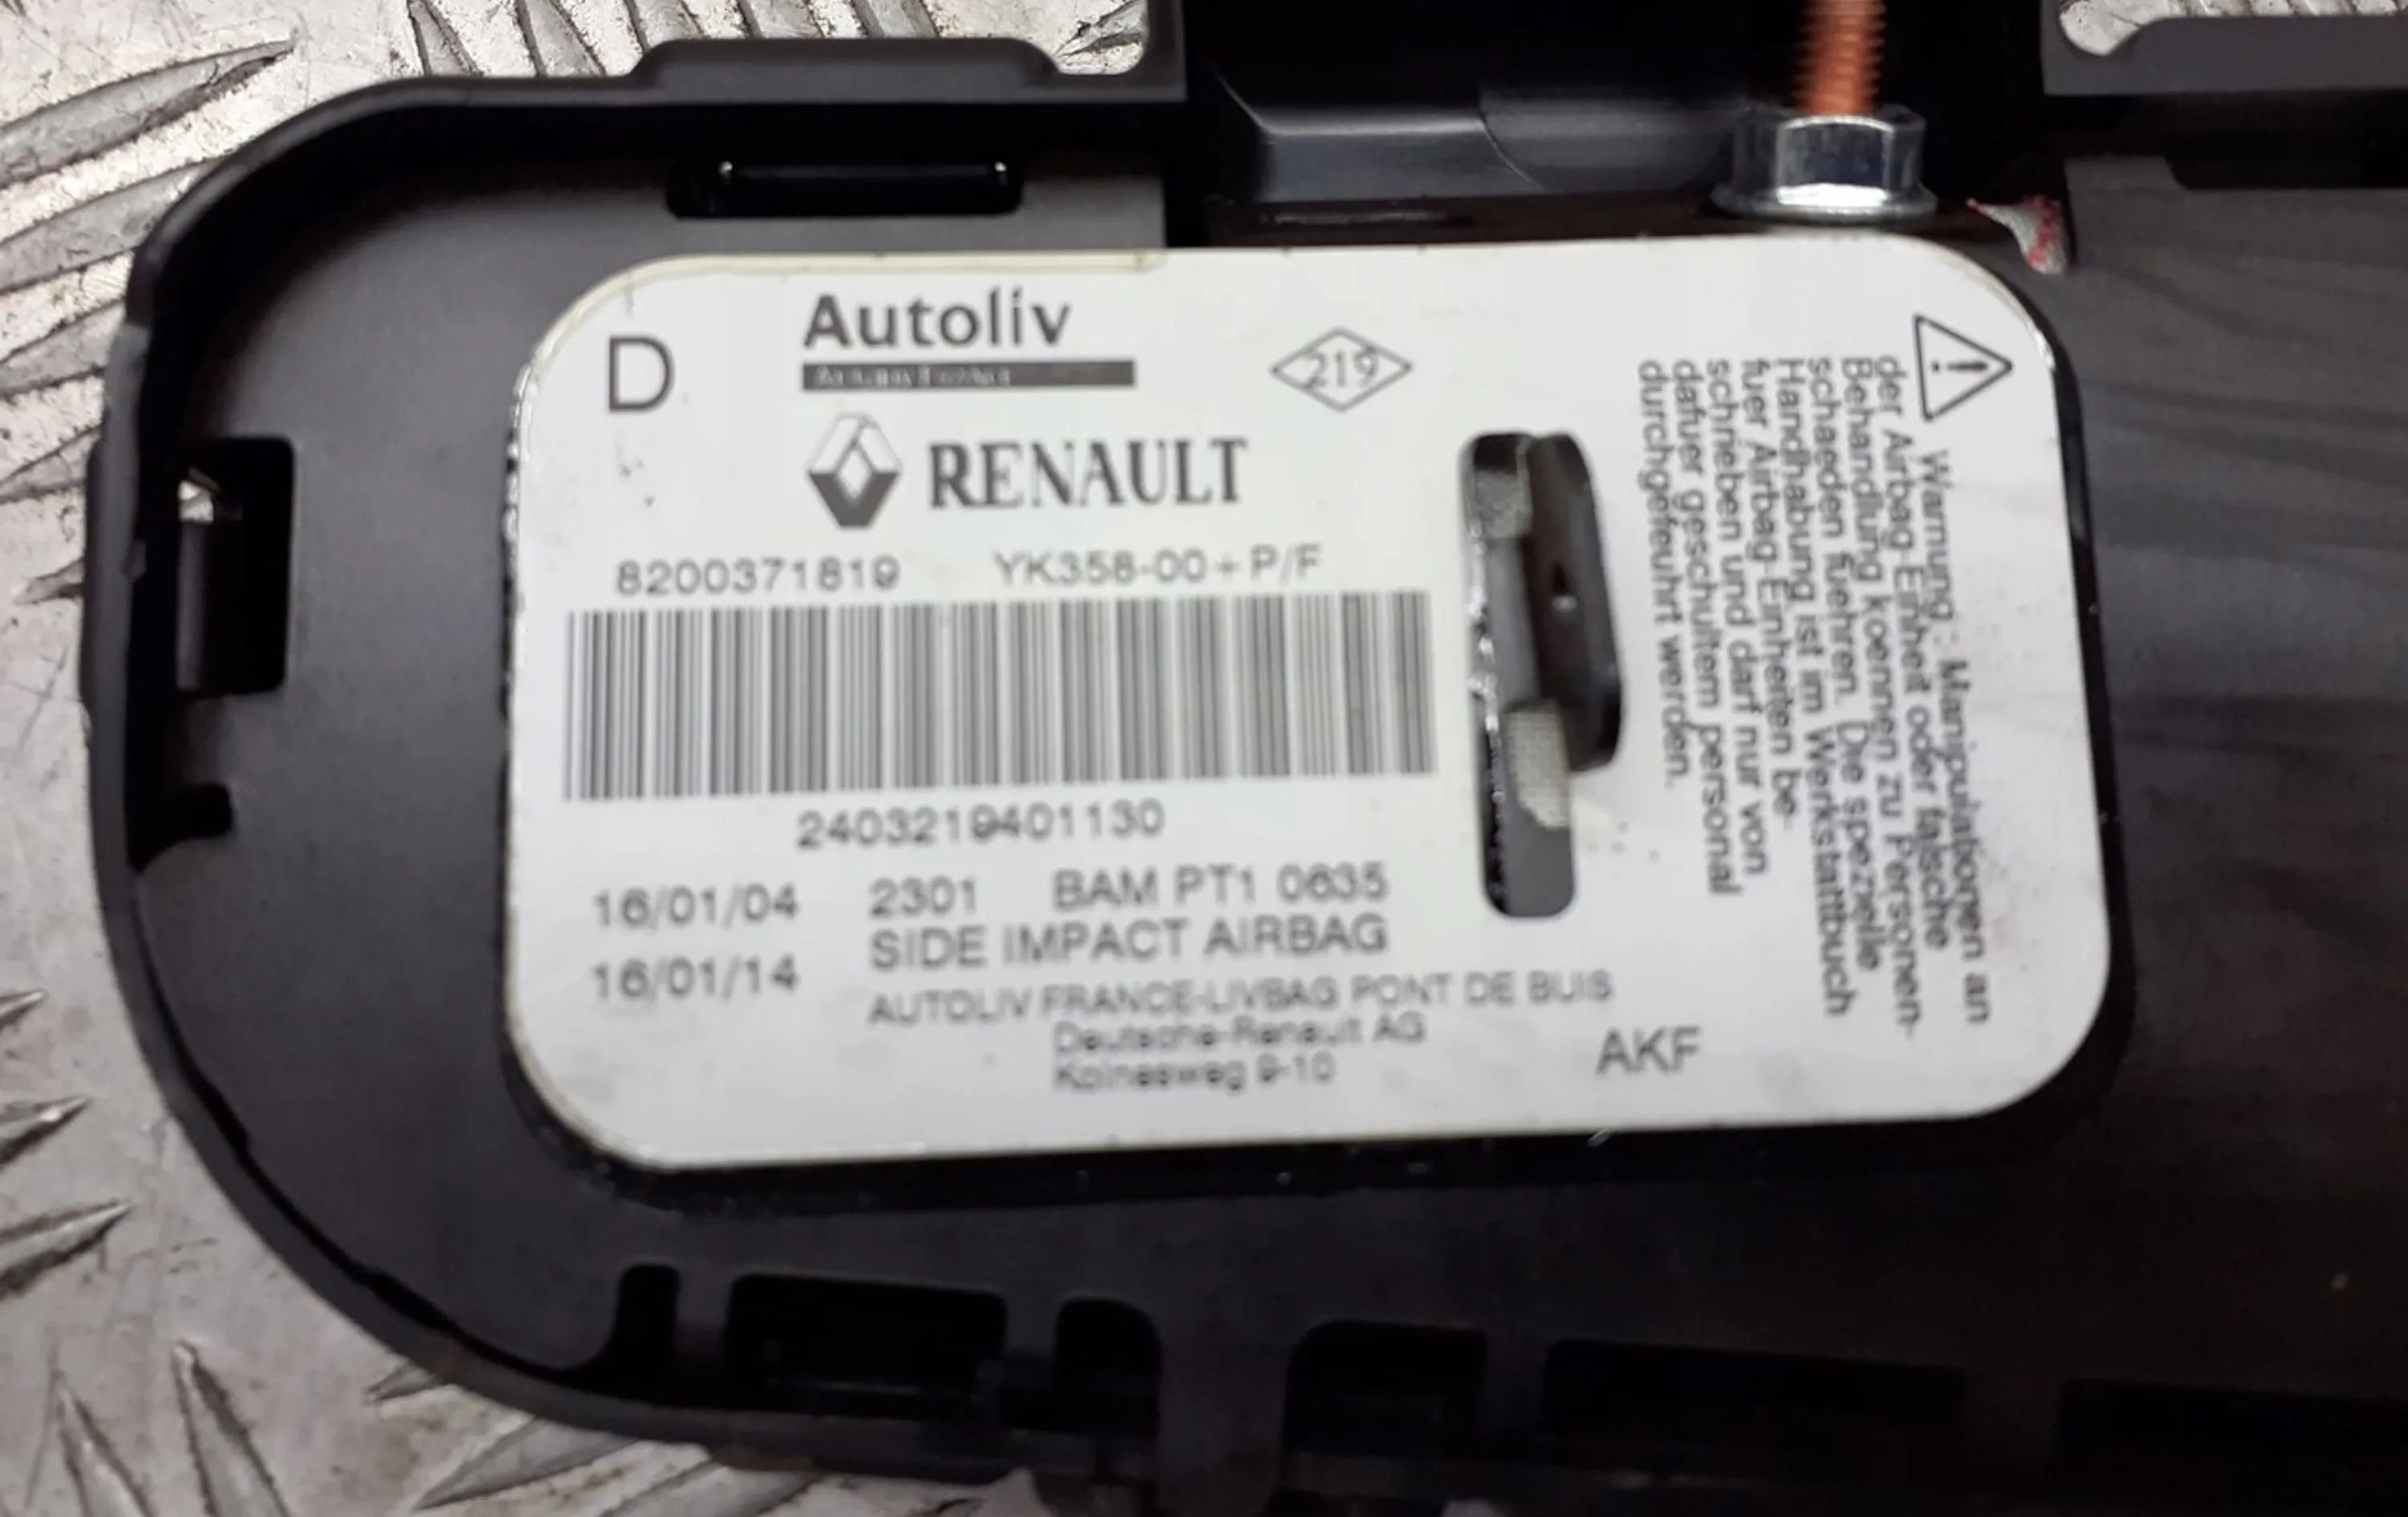 D
Autoliv
219
RENAULT
8200371819 YK358-00+P/F
2403219401130
16/01/04 2301 BAM PT1 0635
16/01/14 SIDE IMPACT AIRBAG
AUTOLIV FRANCE-LIVBAG PONT DE BUIS
Deutsche-Renault AG
9-10
AKF
Warnung : Manipulationen an
der Airbag-Einheit oder falsche
Behandlung koennen zu Personen-
schaeden fuehren. Die spezielle
Handhabung ist im Werkstattbuch
fuer Airbag-Einheiten be-
schrieben und darf nur von
dafuer geschultem personal
durchgefeuhrt werden.